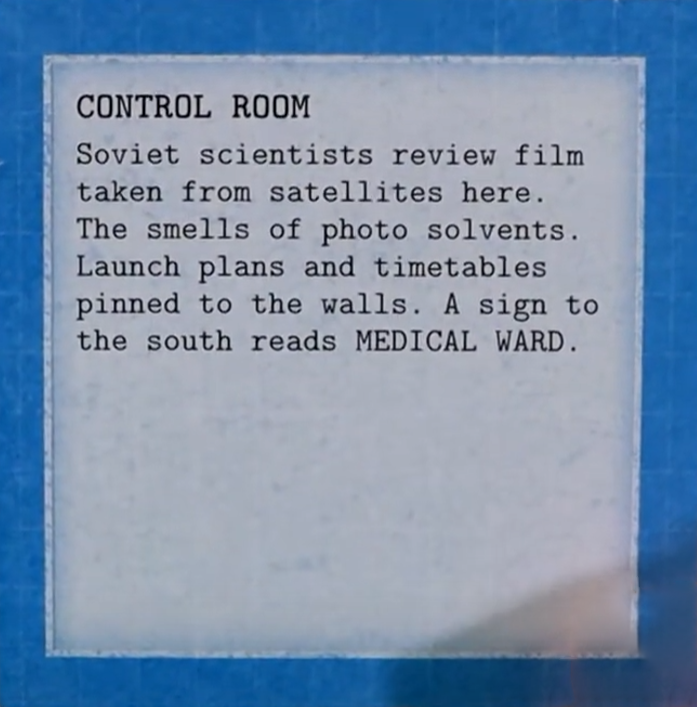 CONTROL ROOM
Soviet scientists review film
taken from satellites here.
The smells of photo solvents.
Launch plans and timetables
pinned to the walls. A sign to
the south reads MEDICAL WARD.